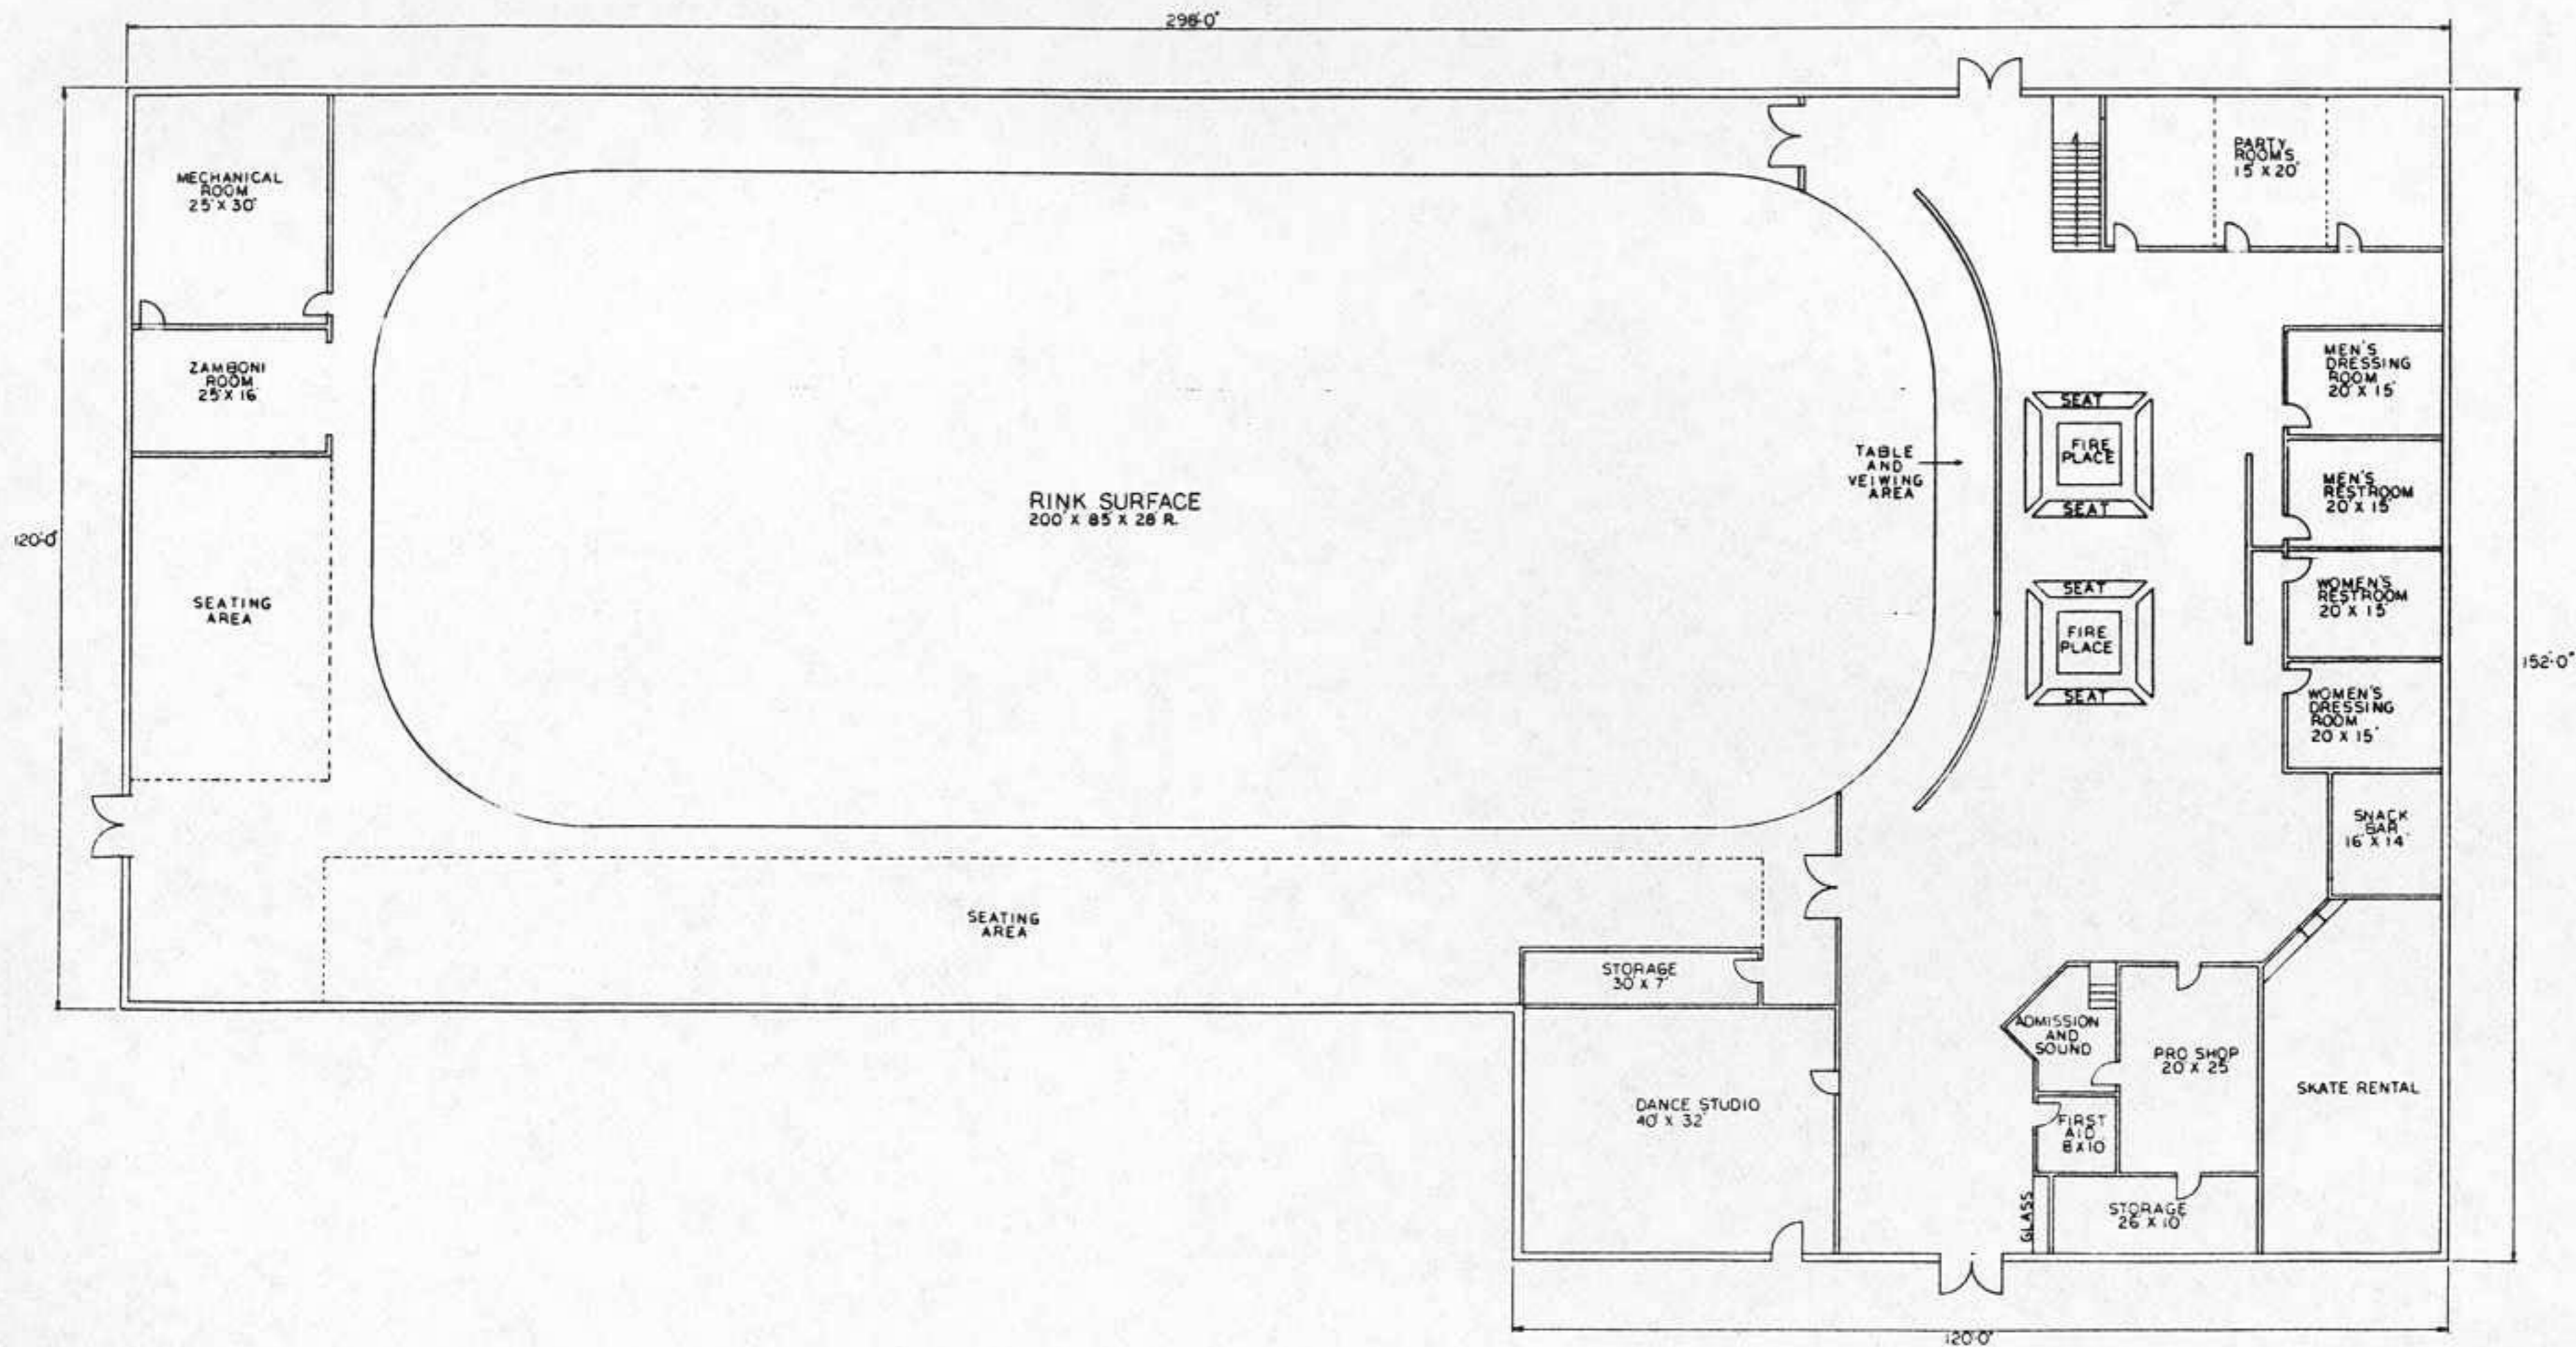 298'-0"
MECHANICAL
ROOM
25' X 30'
PARTY
ROOMS
15' X 20'
ZAMBONI
ROOM
25' X 16'
MEN'S
DRESSING
ROOM
20' X 15'
SEAT
FIRE
PLACE
SEAT
TABLE
AND
VEIWING
AREA
MEN'S
RESTROOM
20' X 15'
RINK SURFACE
200' X 85' X 28' R.
120'-0"
SEATING
AREA
SEAT
FIRE
PLACE
SEAT
WOMEN'S
RESTROOM
20' X 15'
152'-0"
WOMEN'S
DRESSING
ROOM
20' X 15'
SNACK
BAR
16' X 14'
SEATING
AREA
STORAGE
30' X 7'
ADMISSION
AND
SOUND
PRO SHOP
20' X 25'
SKATE RENTAL
DANCE STUDIO
40' X 32'
FIRST
AID
8X10
GLASS
STORAGE
26' X 10'
120'-0"